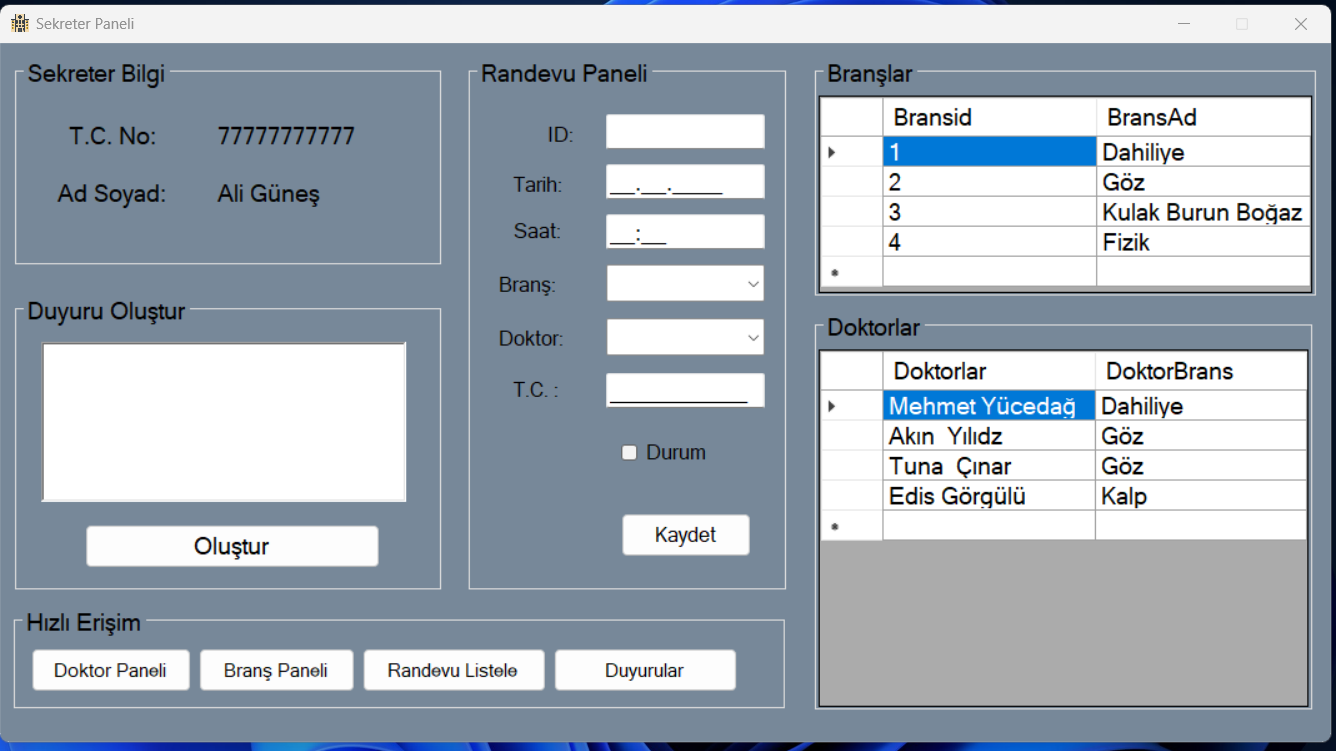 Sekreter Paneli
Sekreter Bilgi
T.C. No: 77777777777
Ad Soyad: Ali Güneş
Duyuru Oluştur
Oluştur
Randevu Paneli
ID:
Tarih: __.__.____
Saat: __:__
Branş:
Doktor:
T.C. : ___________
Durum
Kaydet
Branşlar
Bransid BransAd
1 Dahiliye
2 Göz
3 Kulak Burun Boğaz
4 Fizik
Doktorlar
Doktorlar DoktorBrans
Mehmet Yücedağ Dahiliye
Akın Yılıdz Göz
Tuna Çınar Göz
Edis Görgülü Kalp
Hızlı Erişim
Doktor Paneli Branş Paneli Randevu Listele Duyurular